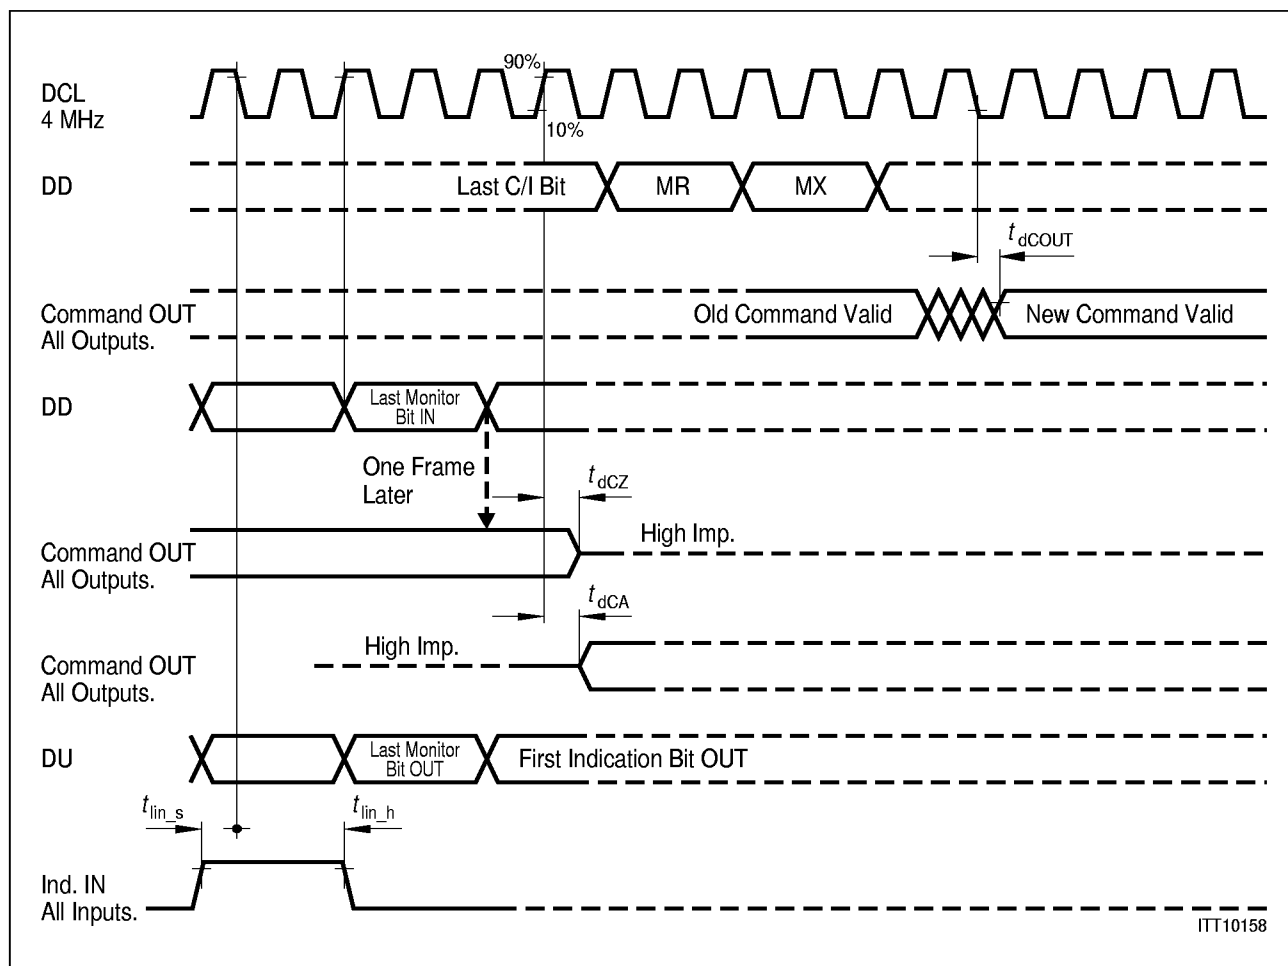 90%
DCL
4 MHz
10%
DD
Last C/I Bit
MR
MX
t dCOUT
Command OUT
All Outputs.
Old Command Valid
New Command Valid
DD
Last Monitor
Bit IN
One Frame
Later
t dCZ
Command OUT
All Outputs.
High Imp.
t dCA
Command OUT
All Outputs.
High Imp.
DU
Last Monitor
Bit OUT
First Indication Bit OUT
t Iin_s
t Iin_h
Ind. IN
All Inputs.
ITT10158